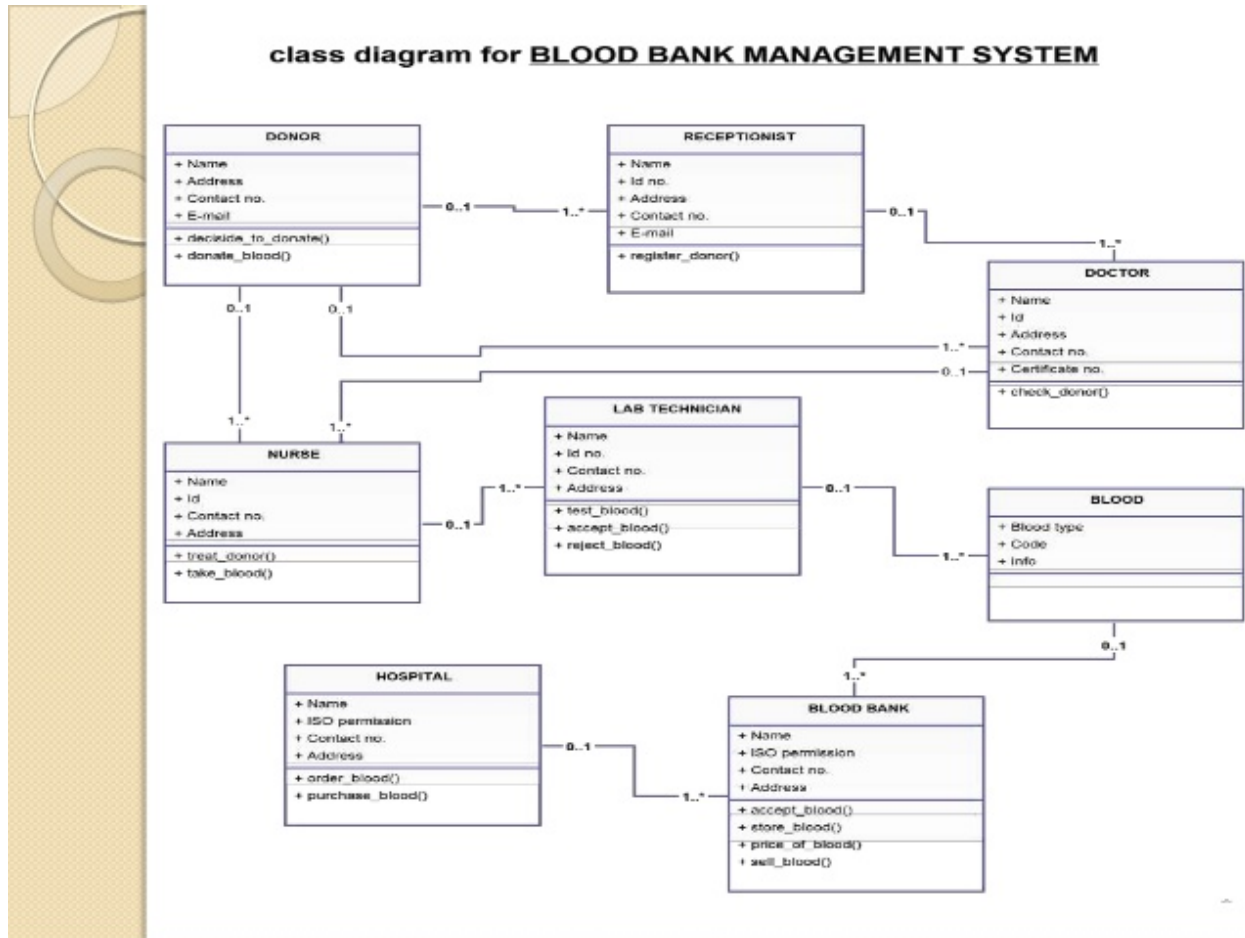 class diagram for BLOOD BANK MANAGEMENT SYSTEM
DONOR
+ Name
+ Address
+ Contact no.
+ E-mail
+ deciside_to_donate()
+ donate_blood()
0..1
1..*
RECEPTIONIST
+ Name
+ Id no.
+ Address
+ Contact no.
+ E-mail
+ register_donor()
0..1
1..*
DOCTOR
+ Name
+ Id
+ Address
+ Contact no.
+ Certificate no.
+ check_donor()
0..1
0..1
1..*
0..1
1..*
1..*
NURSE
+ Name
+ Id
+ Contact no.
+ Address
+ treat_donor()
+ take_blood()
0..1
1..*
LAB TECHNICIAN
+ Name
+ Id no.
+ Contact no.
+ Address
+ test_blood()
+ accept_blood()
+ reject_blood()
0..1
1..*
BLOOD
+ Blood type
+ Code
+ Info
0..1
1..*
HOSPITAL
+ Name
+ ISO permission
+ Contact no.
+ Address
+ order_blood()
+ purchase_blood()
0..1
1..*
BLOOD BANK
+ Name
+ ISO permission
+ Contact no.
+ Address
+ accept_blood()
+ store_blood()
+ price_of_blood()
+ sell_blood()